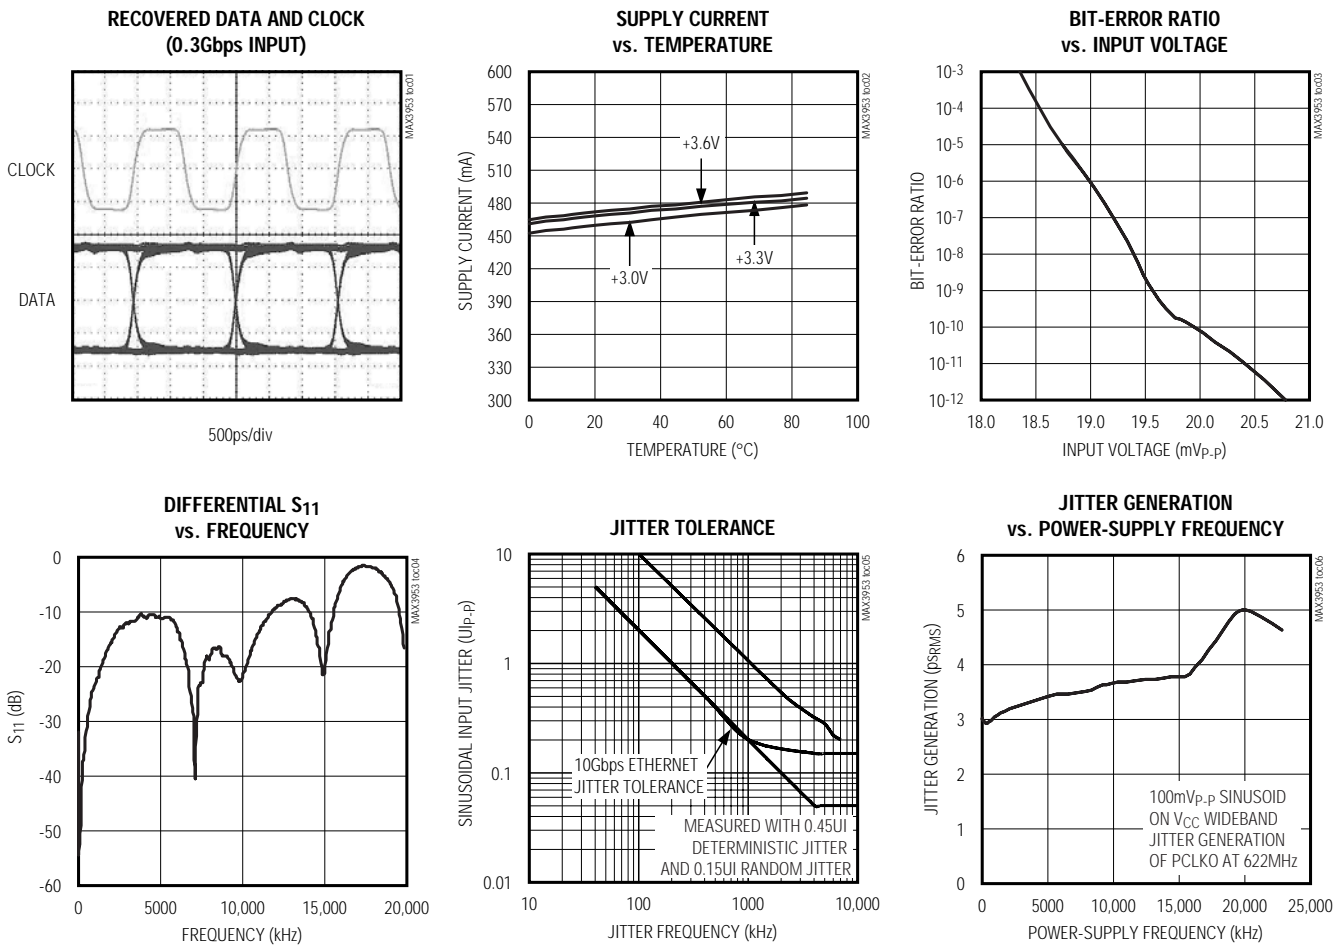 RECOVERED DATA AND CLOCK
(0.3Gbps INPUT)
MAX3953 toc01
CLOCK
DATA
500ps/div
SUPPLY CURRENT
vs. TEMPERATURE
MAX3953 toc02
SUPPLY CURRENT (mA)
600
570
540
510
480
450
420
390
360
330
300
+3.6V
+3.3V
+3.0V
0 20 40 60 80 100
TEMPERATURE (°C)
BIT-ERROR RATIO
vs. INPUT VOLTAGE
MAX3953 toc03
BIT -ERROR RATIO
10-3
10-4
10-5
10-6
10-7
10-8
10-9
10-10
10-11
10-12
18.0 18.5 19.0 19.5 20.0 20.5 21.0
INPUT VOLTAGE (mVP-P)
DIFFERENTIAL S11
vs. FREQUENCY
MAX3953 toc04
S11 (dB)
0
-10
-20
-30
-40
-50
-60
0 5000 10,000 15,000 20,000
FREQUENCY (kHz)
JITTER TOLERANCE
MAX3953 toc05
SINUSOIDAL INPUT JITTER (UIP-P)
10
1
0.1
0.01
10Gbps ETHERNET
JITTER TOLERANCE
MEASURED WITH 0.45UI
DETERMINISTIC JITTER
AND 0.15UI RANDOM JITTER
10 100 1000 10,000
JITTER FREQUENCY (kHz)
JITTER GENERATION
vs. POWER-SUPPLY FREQUENCY
MAX3953 toc06
JITTER GENERATION (psRMS)
6
5
4
3
2
1
0
100mVP-P SINUSOID
ON VCC WIDEBAND
JITTER GENERATION
OF PCLKO AT 622MHz
0 5000 10,000 15,000 20,000 25,000
POWER-SUPPLY FREQUENCY (kHz)